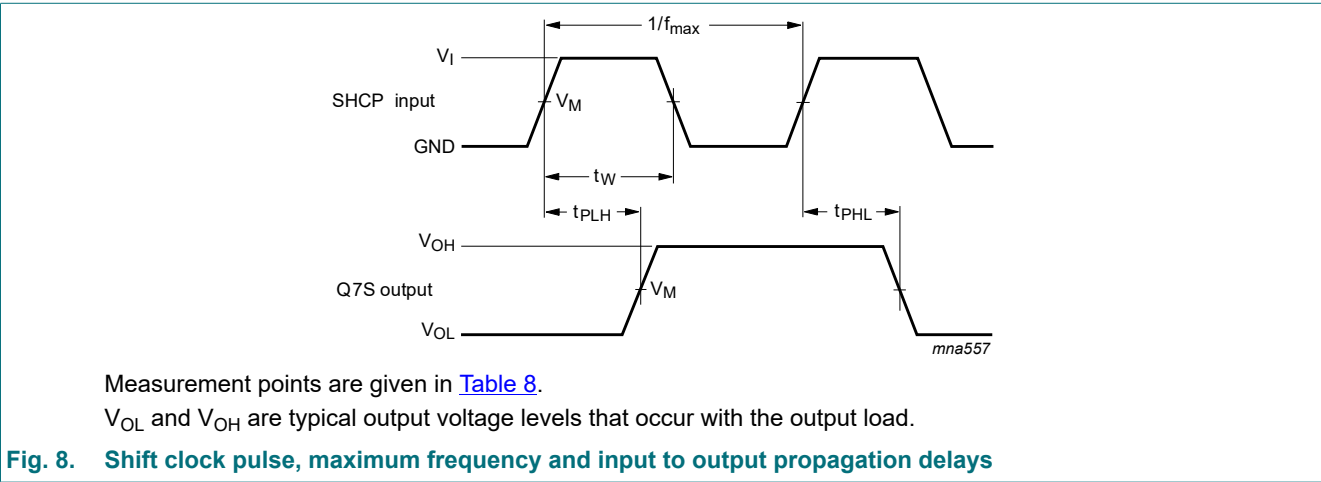 1/fmax
VI
SHCP input
VM
GND
tW
tPLH
tPHL
VOH
Q7S output
VM
VOL
mna557
Measurement points are given in Table 8.
VOL and VOH are typical output voltage levels that occur with the output load.
Fig. 8. Shift clock pulse, maximum frequency and input to output propagation delays